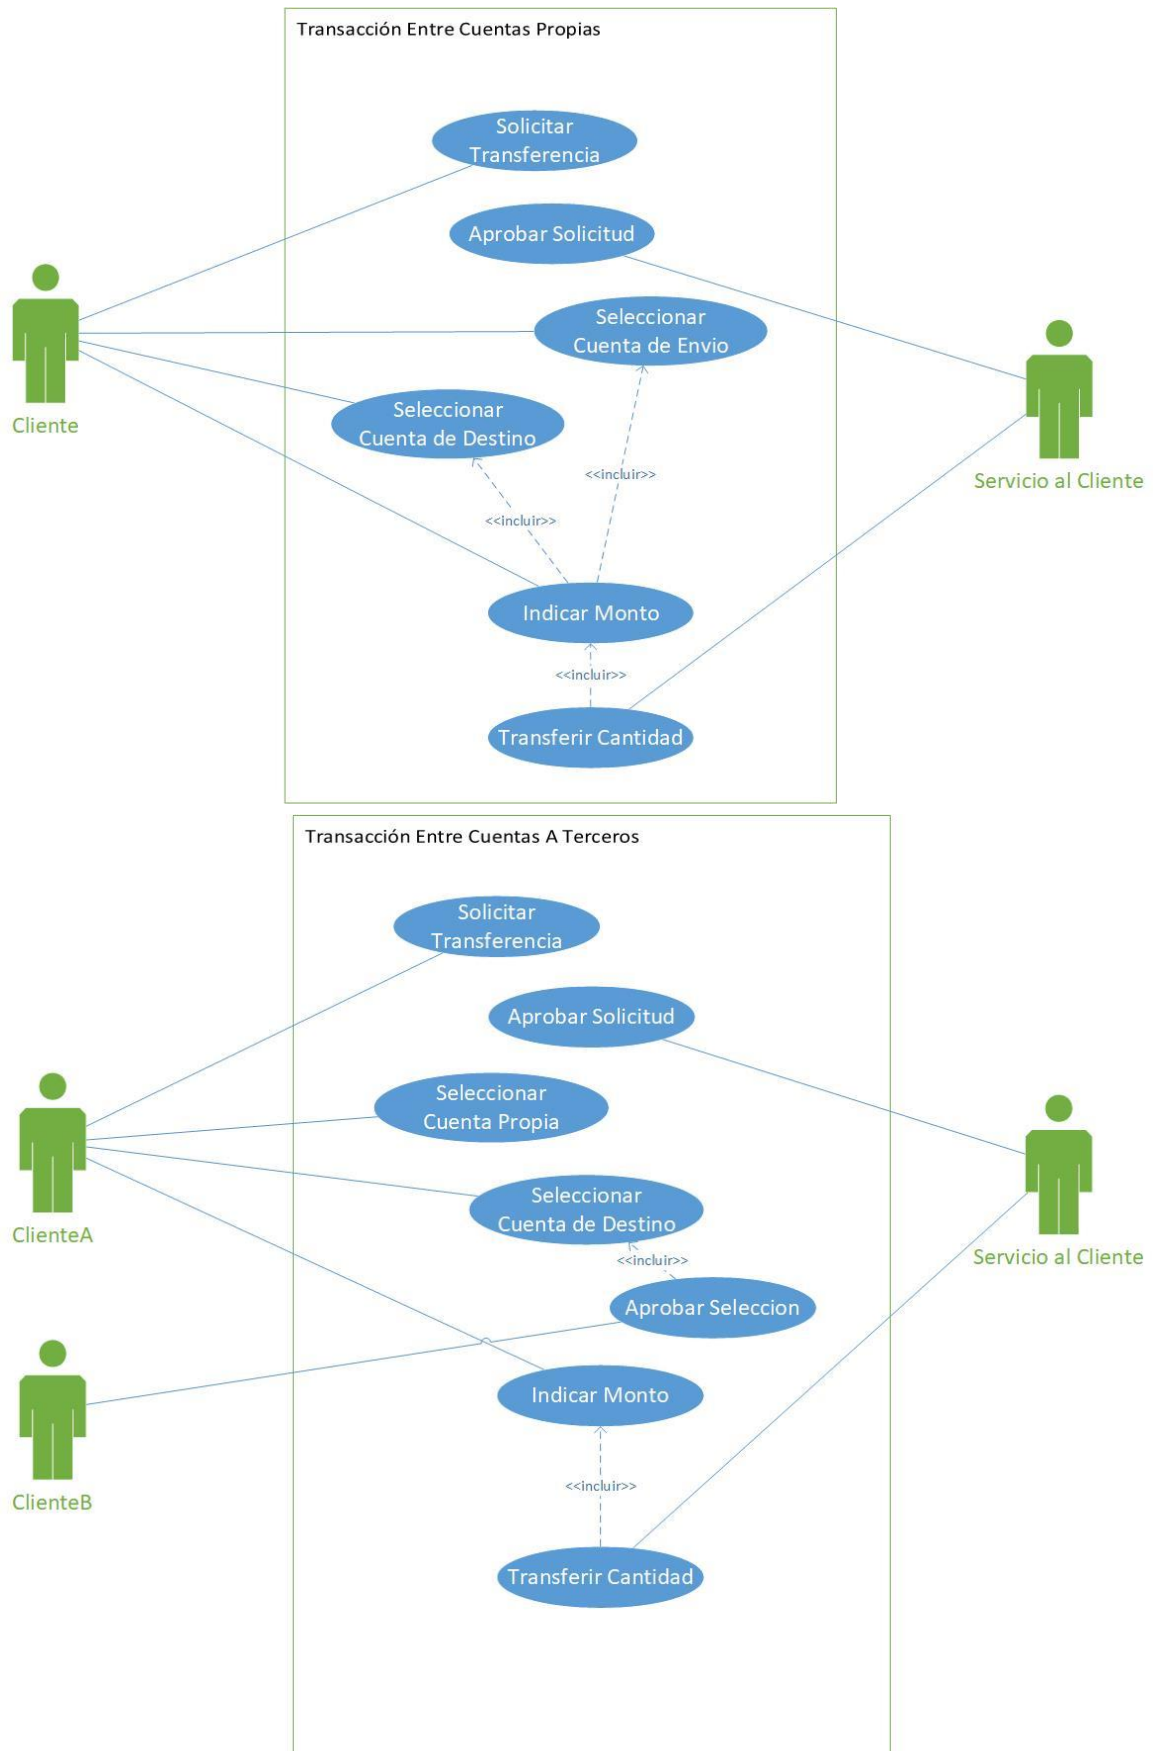 Transacción Entre Cuentas Propias
Solicitar
Transferencia
Aprobar Solicitud
Seleccionar
Cuenta de Envio
Seleccionar
Cuenta de Destino
Cliente
<<incluir>>
Servicio al Cliente
<<incluir>>
Indicar Monto
<<incluir>>
Transferir Cantidad
Transacción Entre Cuentas A Terceros
Solicitar
Transferencia
Aprobar Solicitud
Seleccionar
Cuenta Propia
Seleccionar
Cuenta de Destino
ClienteA
<<incluir>>
Servicio al Cliente
Aprobar Seleccion
Indicar Monto
<<incluir>>
ClienteB
Transferir Cantidad